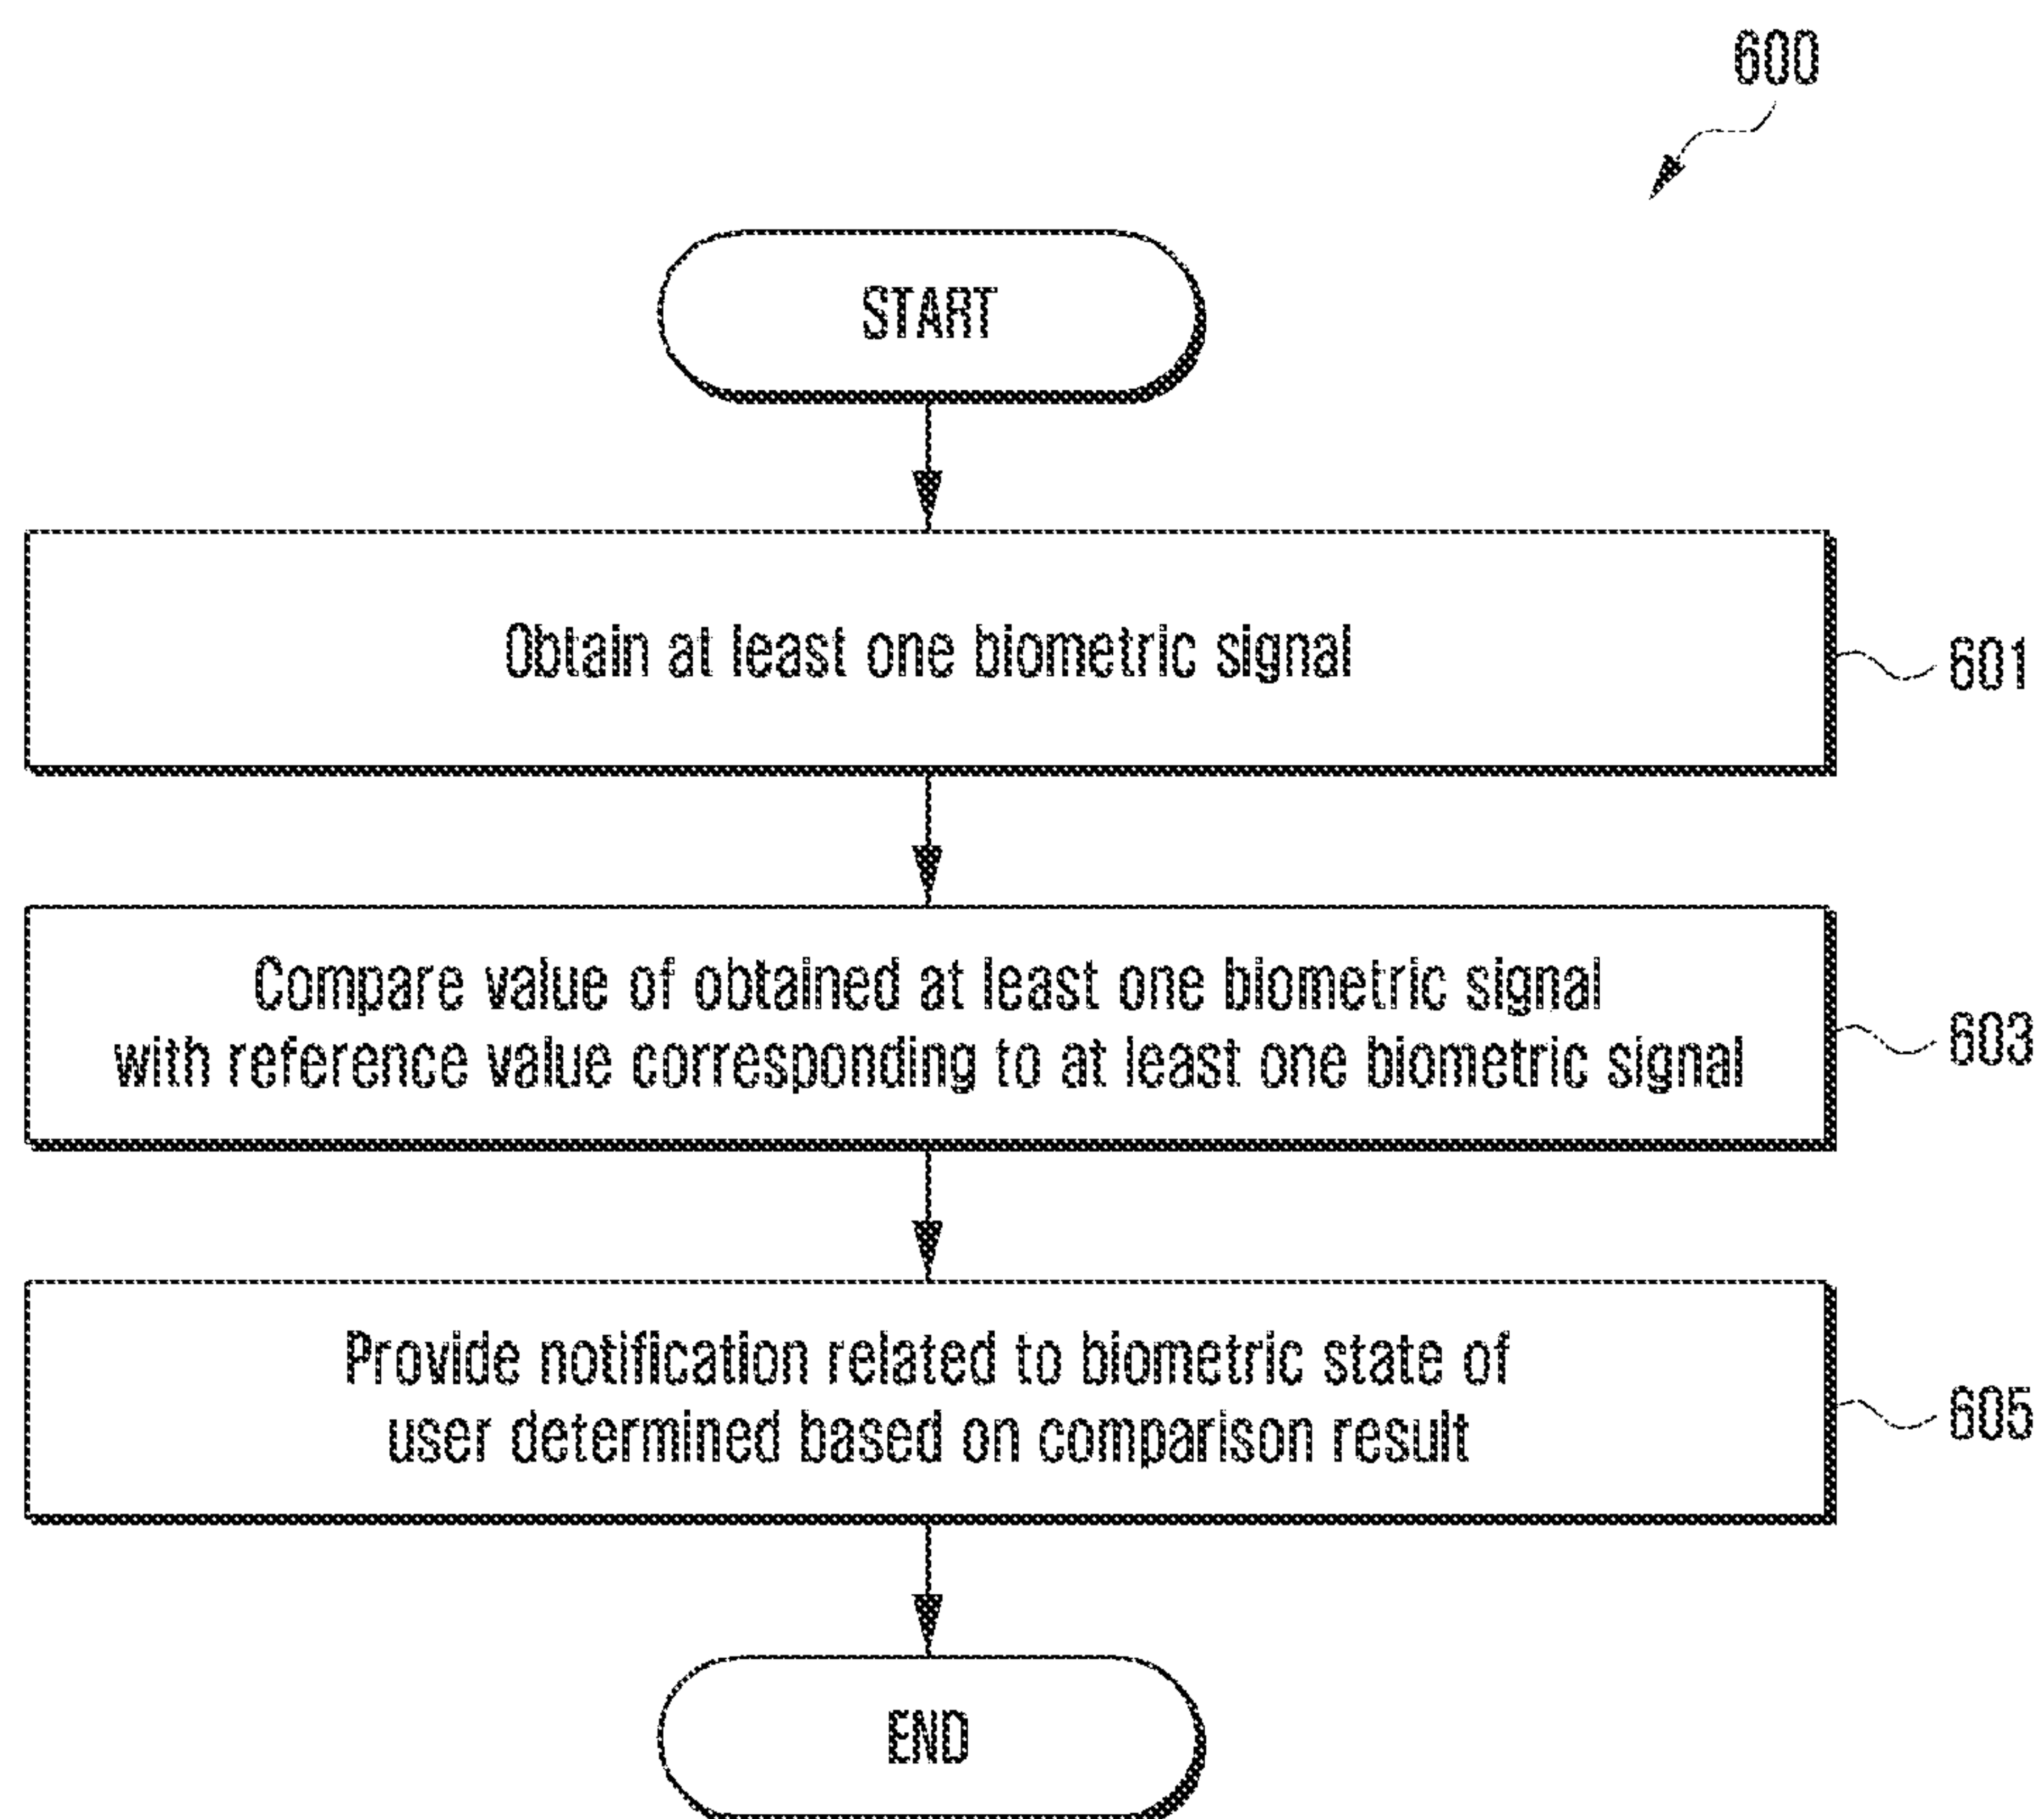 600
START
Obtain at least one biometric signal
601
Compare value of obtained at least one biometric signal
with reference value corresponding to at least one biometric signal
603
Provide notification related to biometric state of
user determined based on comparison result
605
END